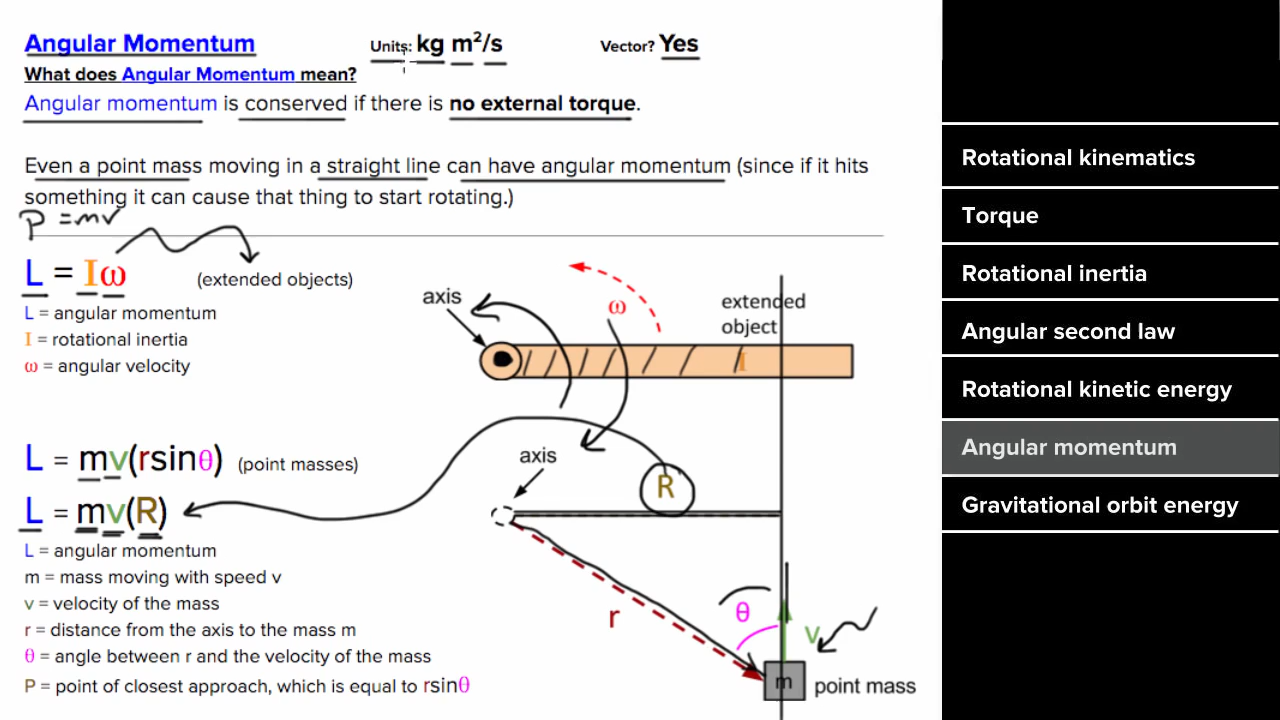 Angular Momentum Units: kg m²/s Vector? Yes
What does Angular Momentum mean?
Angular momentum is conserved if there is no external torque.
Even a point mass moving in a straight line can have angular momentum (since if it hits
something it can cause that thing to start rotating.)
p = mv
L = Iω (extended objects)
L = angular momentum
I = rotational inertia
ω = angular velocity
axis
ω
extended
object
I
L = mv(rsinθ) (point masses)
L = mv(R)
L = angular momentum
m = mass moving with speed v
v = velocity of the mass
r = distance from the axis to the mass m
θ = angle between r and the velocity of the mass
P = point of closest approach, which is equal to rsinθ
axis
R
r
θ
v
m
point mass
Rotational kinematics
Torque
Rotational inertia
Angular second law
Rotational kinetic energy
Angular momentum
Gravitational orbit energy